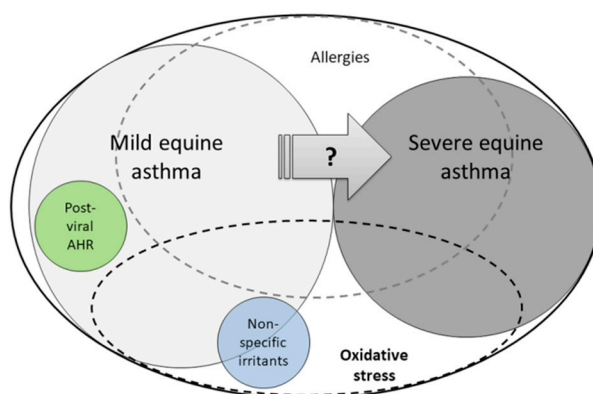 Allergies
Mild equine
asthma
?
Severe equine
asthma
Post-
viral
AHR
Non-
specific
irritants
Oxidative
stress